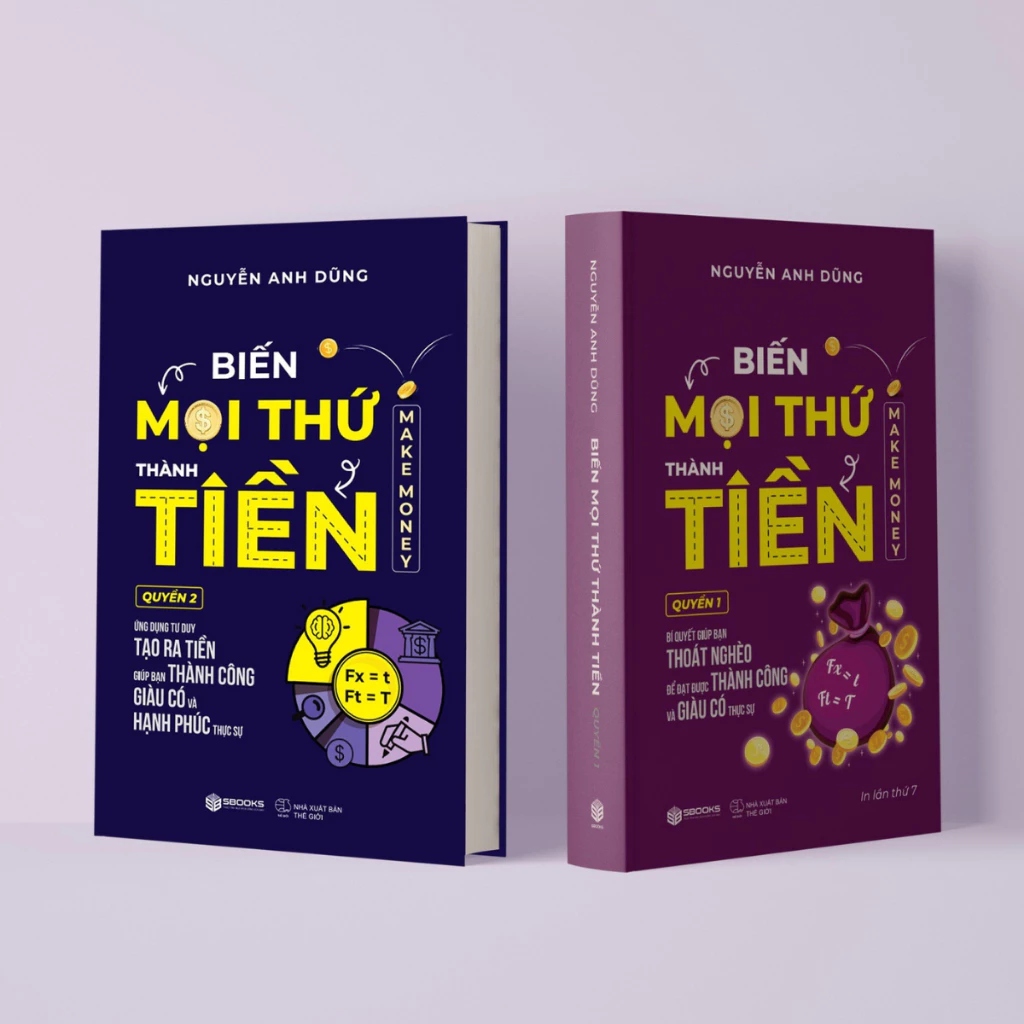 NGUYỄN ANH DŨNG
BIẾN
MỌI THỨ
THÀNH
TIỀN
MAKE MONEY
QUYỂN 2
ỨNG DỤNG TƯ DUY
TẠO RA TIỀN
GIÚP BẠN THÀNH CÔNG
GIÀU CÓ VÀ
HẠNH PHÚC THỰC SỰ
$
Fx = t
Ft = T
$
SBOOKS
NHÀ XUẤT BẢN
THẾ GIỚI
NGUYỄN ANH DŨNG BIẾN MỌI THỨ THÀNH TIỀN QUYỂN 1
NGUYỄN ANH DŨNG
BIẾN
MỌI THỨ
THÀNH
TIỀN
MAKE MONEY
QUYỂN 1
BÍ QUYẾT GIÚP BẠN
THOÁT NGHÈO
ĐỂ ĐẠT ĐƯỢC THÀNH CÔNG
VÀ GIÀU CÓ THỰC SỰ
Fx = t
Ft = T
In lần thứ 7
SBOOKS
NHÀ XUẤT BẢN
THẾ GIỚI